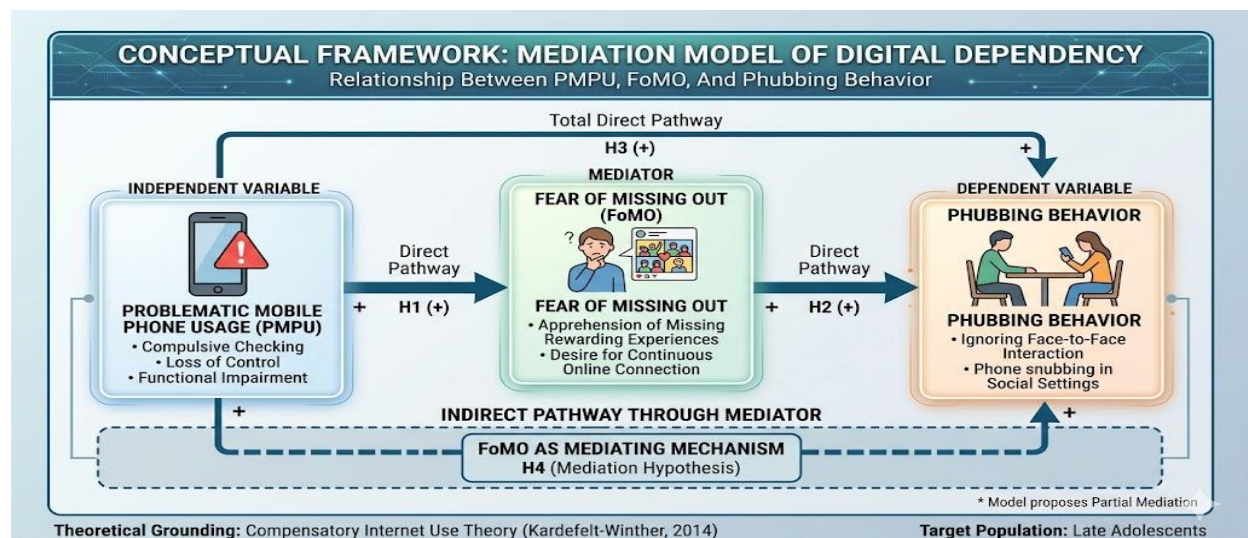 CONCEPTUAL FRAMEWORK: MEDIATION MODEL OF DIGITAL DEPENDENCY
Relationship Between PMPU, FoMO, And Phubbing Behavior
Total Direct Pathway
H3 (+)
+
INDEPENDENT VARIABLE
PROBLEMATIC MOBILE
PHONE USAGE (PMPU)
• Compulsive Checking
• Loss of Control
• Functional Impairment
Direct
Pathway
+
H1 (+)
MEDIATOR
FEAR OF MISSING OUT
(FoMO)
?
FEAR OF MISSING OUT
• Apprehension of Missing
Rewarding Experiences
• Desire for Continuous
Online Connection
Direct
Pathway
+
H2 (+)
DEPENDENT VARIABLE
PHUBBING BEHAVIOR
PHUBBING BEHAVIOR
• Ignoring Face-to-Face
Interaction
• Phone snubbing in
Social Settings
+
INDIRECT PATHWAY THROUGH MEDIATOR
+
FoMO AS MEDIATING MECHANISM
H4 (Mediation Hypothesis)
* Model proposes Partial Mediation
Theoretical Grounding: Compensatory Internet Use Theory (Kardefelt-Winther, 2014)
Target Population: Late Adolescents